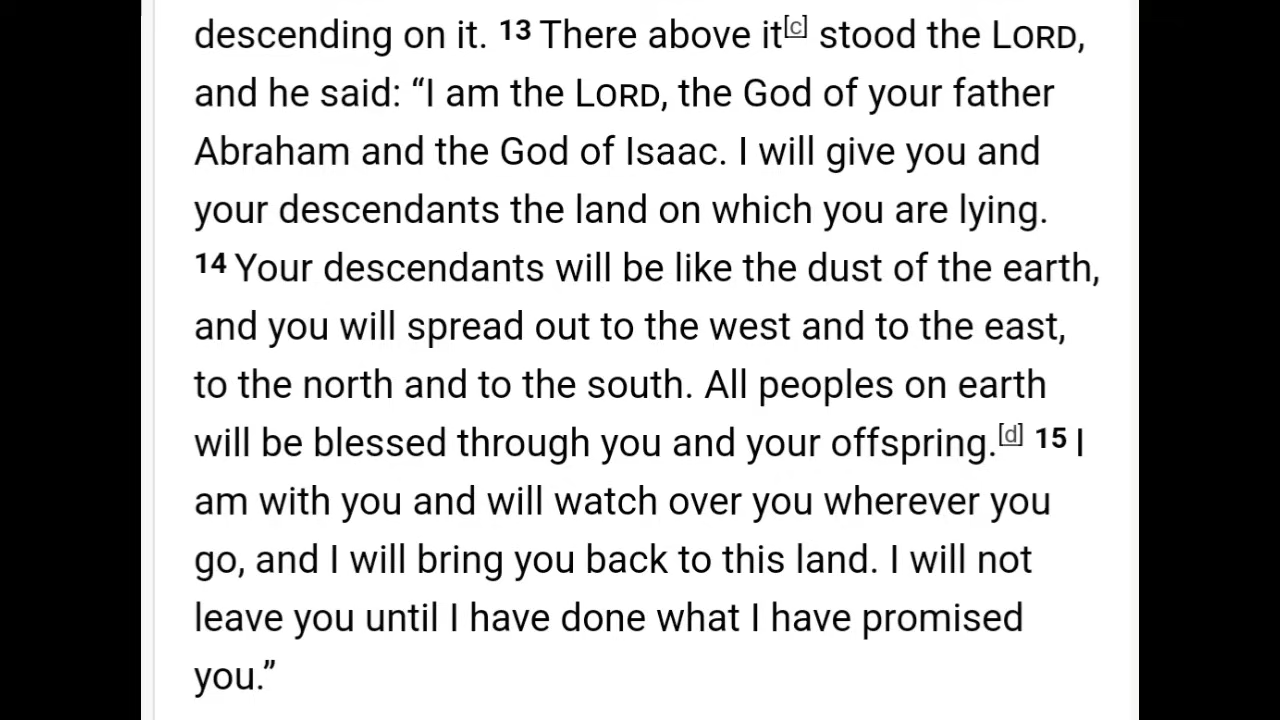 descending on it. 13 There above it[c] stood the LORD,
and he said: “I am the LORD, the God of your father
Abraham and the God of Isaac. I will give you and
your descendants the land on which you are lying.
14 Your descendants will be like the dust of the earth,
and you will spread out to the west and to the east,
to the north and to the south. All peoples on earth
will be blessed through you and your offspring.[d] 15 I
am with you and will watch over you wherever you
go, and I will bring you back to this land. I will not
leave you until I have done what I have promised
you.”